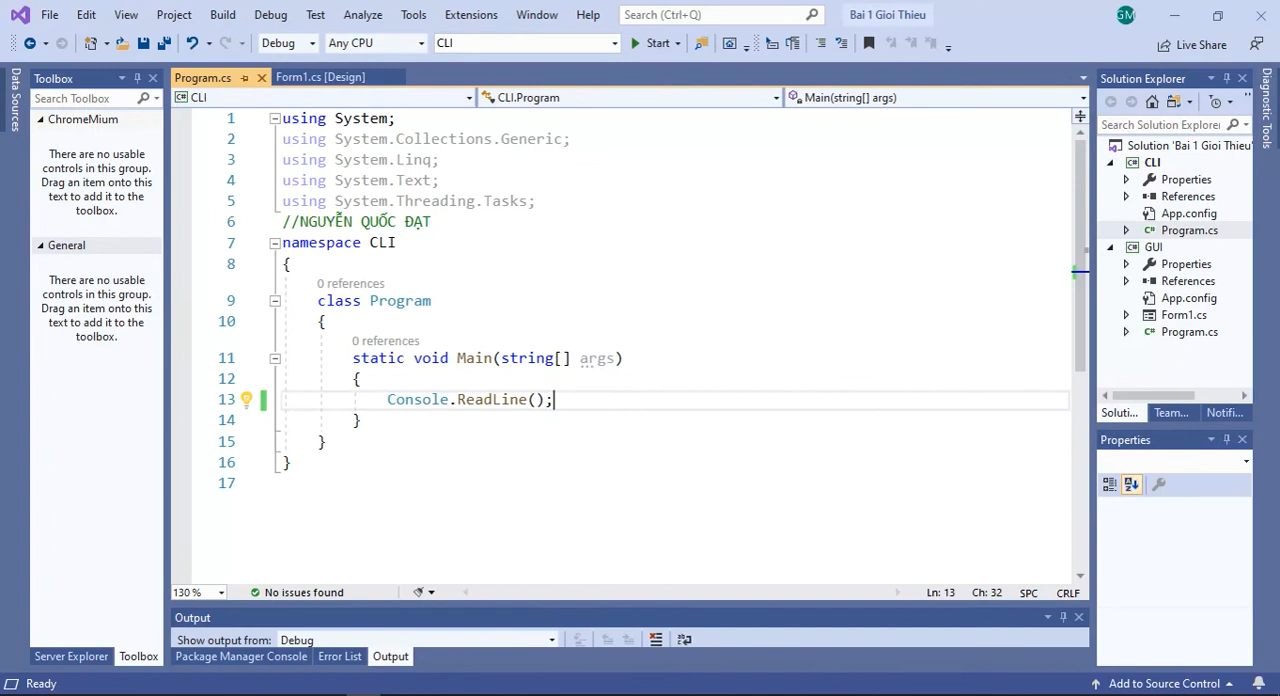 File Edit View Project Build Debug Test Analyze Tools Extensions Window Help Search (Ctrl+Q) Bai 1 Gioi Thieu GM
Debug Any CPU CLI Start Live Share
Data Sources
Toolbox
Search Toolbox
ChromeMium
There are no usable
controls in this group.
Drag an item onto this
text to add it to the
toolbox.
General
There are no usable
controls in this group.
Drag an item onto this
text to add it to the
toolbox.
Server Explorer Toolbox
Program.cs Form1.cs [Design]
CLI CLI.Program Main(string[] args)
1 using System;
2 using System.Collections.Generic;
3 using System.Linq;
4 using System.Text;
5 using System.Threading.Tasks;
6 //NGUYỄN QUỐC ĐẠT
7 namespace CLI
8 {
0 references
9 class Program
10 {
0 references
11 static void Main(string[] args)
12 {
13 Console.ReadLine();
14 }
15 }
16 }
17
130 % No issues found Ln: 13 Ch: 32 SPC CRLF
Output
Show output from: Debug
Package Manager Console Error List Output
Solution Explorer
Search Solution Explorer
Solution 'Bai 1 Gioi Thieu'
CLI
Properties
References
App.config
Program.cs
GUI
Properties
References
App.config
Form1.cs
Program.cs
Soluti... Team... Notifi...
Properties
Diagnostic Tools
Ready Add to Source Control